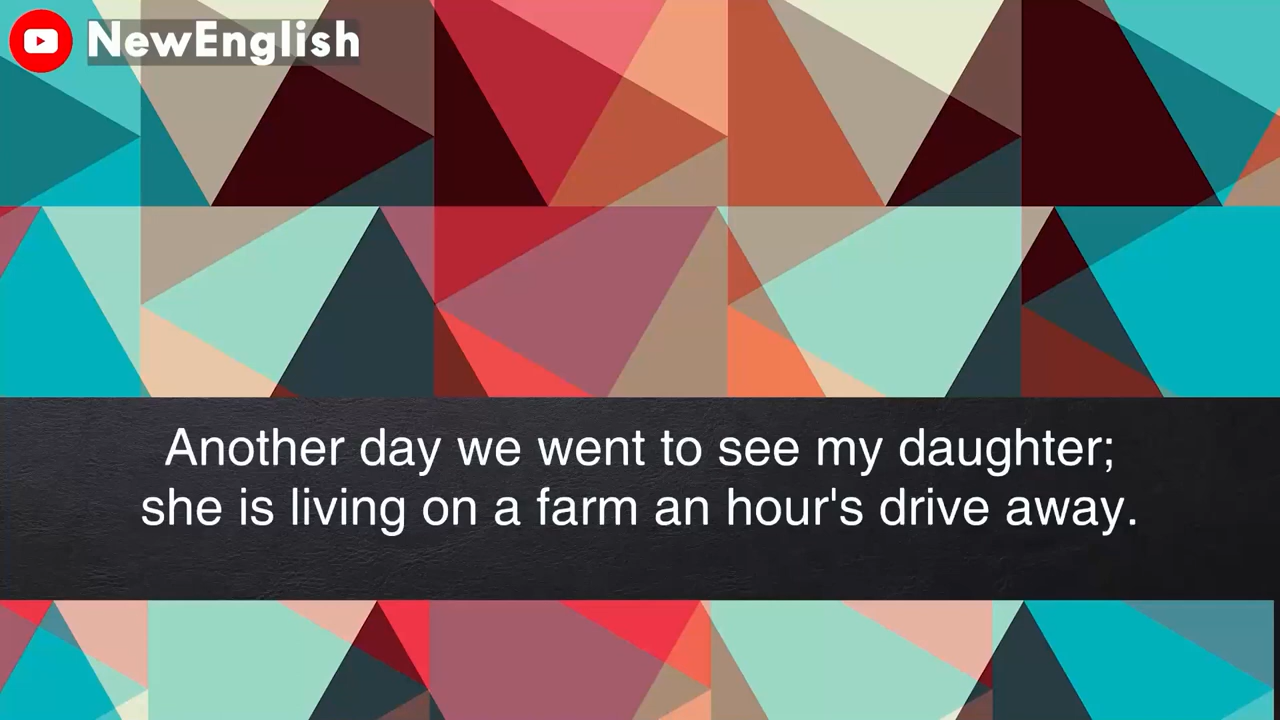 NewEnglish
Another day we went to see my daughter;
she is living on a farm an hour's drive away.